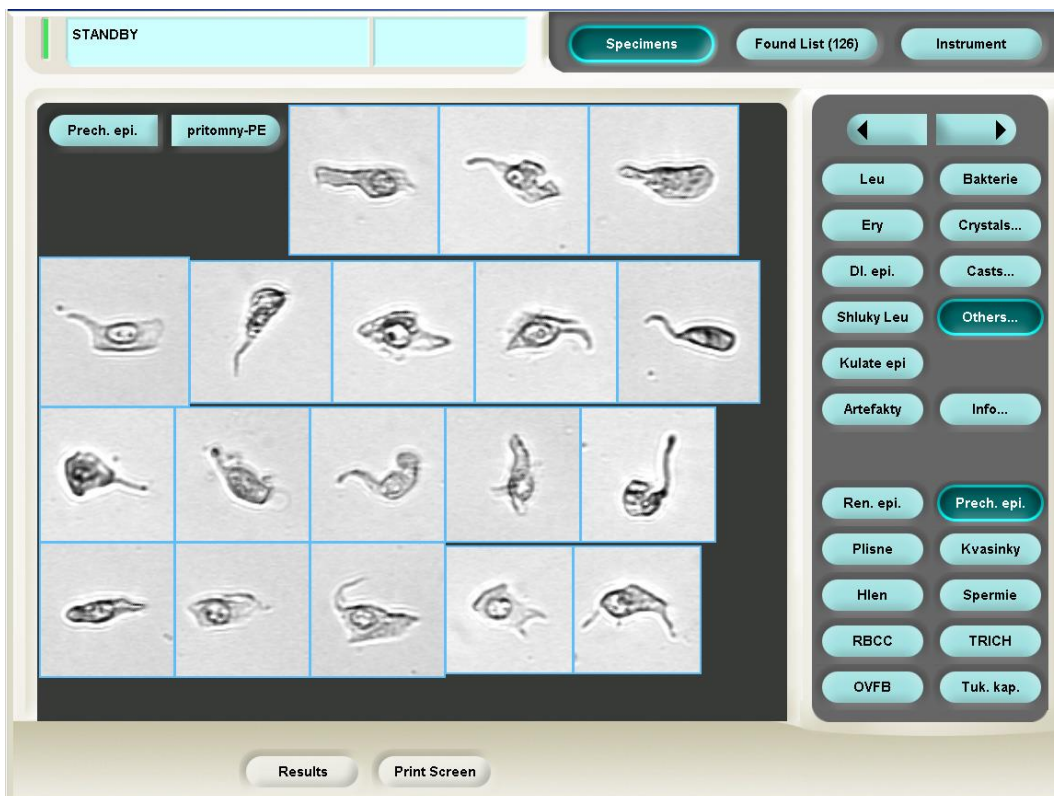 STANDBY
Specimens
Found List (126)
Instrument
Prech. epi.
pritomny-PE
Leu
Bakterie
Ery
Crystals...
Dl. epi.
Casts...
Shluky Leu
Others...
Kulate epi
Artefakty
Info...
Ren. epi.
Prech. epi.
Plisne
Kvasinky
Hlen
Spermie
RBCC
TRICH
OVFB
Tuk. kap.
Results
Print Screen